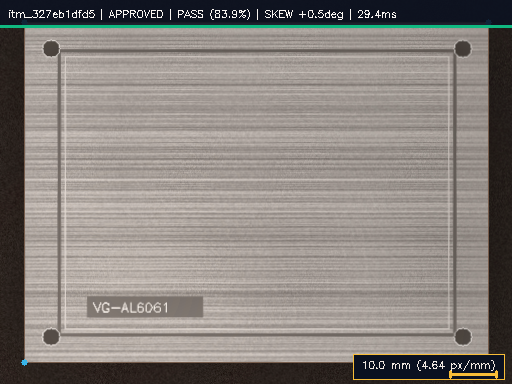 itm_327eb1dfd5 | APPROVED | PASS (83.9%) | SKEW +0.5deg | 29.4ms
VG-AL6061
10.0 mm (4.64 px/mm)